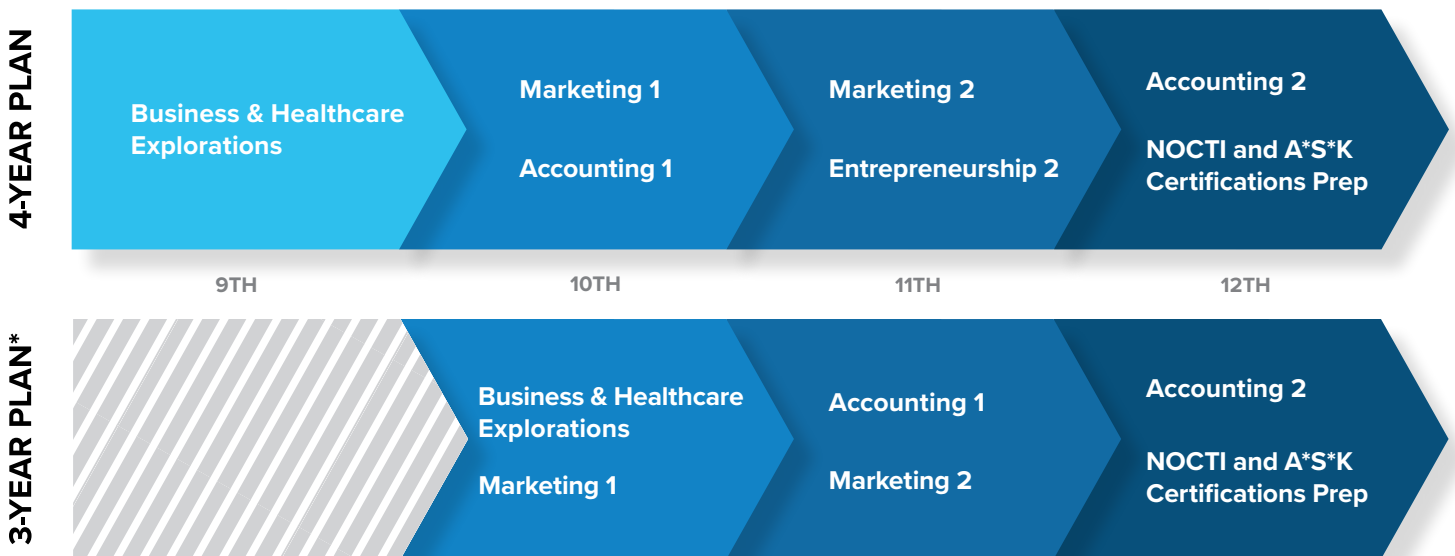 4-YEAR PLAN
Business & Healthcare
Explorations
Marketing 1
Accounting 1
Marketing 2
Entrepreneurship 2
Accounting 2
NOCTI and A*S*K
Certifications Prep
9TH
10TH
11TH
12TH
3-YEAR PLAN*
Business & Healthcare
Explorations
Marketing 1
Accounting 1
Marketing 2
Accounting 2
NOCTI and A*S*K
Certifications Prep